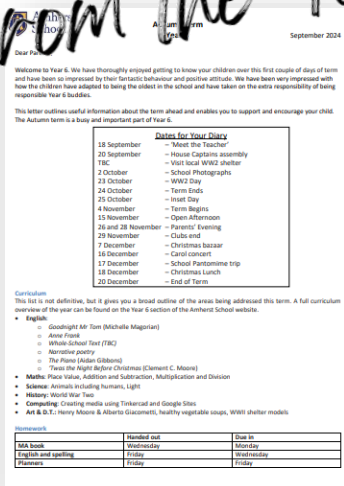 om the
School
September 2024
Dear
Welcome to Year 6. We have thoroughly enjoyed getting to know your children over this first couple of days of term
and have been so impressed by their fantastic behaviour and positive attitude. We have been very impressed with
how the children have adapted to being the oldest in the school and have taken on the extra responsibility of being
responsible Year 6 buddies.
This letter outlines useful information about the term ahead and enables you to support and encourage your child.
The Autumn term is a busy and important part of Year 6.
Dates for Your Diary
18 September – 'Meet the Teacher'
20 September – House Captains assembly
TBC – Visit local WW2 shelter
2 October – School Photographs
23 October – WW2 Day
24 October – Term Ends
25 October – Inset Day
4 November – Term Begins
15 November – Open Afternoon
26 and 28 November – Parents' Evening
29 November – Clubs end
7 December – Christmas bazaar
16 December – Carol concert
17 December – School Pantomime trip
18 December – Christmas Lunch
20 December – End of Term
Curriculum
This list is not definitive, but it gives you a broad outline of the areas being addressed this term. A full curriculum
overview of the year can be found on the Year 6 section of the Amherst School website.
• English:
o Goodnight Mr Tom (Michelle Magorian)
o Anne Frank
o Whole-School Text (TBC)
o Narrative poetry
o The Piano (Aidan Gibbons)
o 'Twas the Night Before Christmas (Clement C. Moore)
• Maths: Place Value, Addition and Subtraction, Multiplication and Division
• Science: Animals including humans, Light
• History: World War Two
• Computing: Creating media using Tinkercad and Google Sites
• Art & D.T.: Henry Moore & Alberto Giacometti, healthy vegetable soups, WWII shelter models
Homework
Handed out Due in
MA book Wednesday Monday
English and spelling Friday Wednesday
Planners Friday Friday